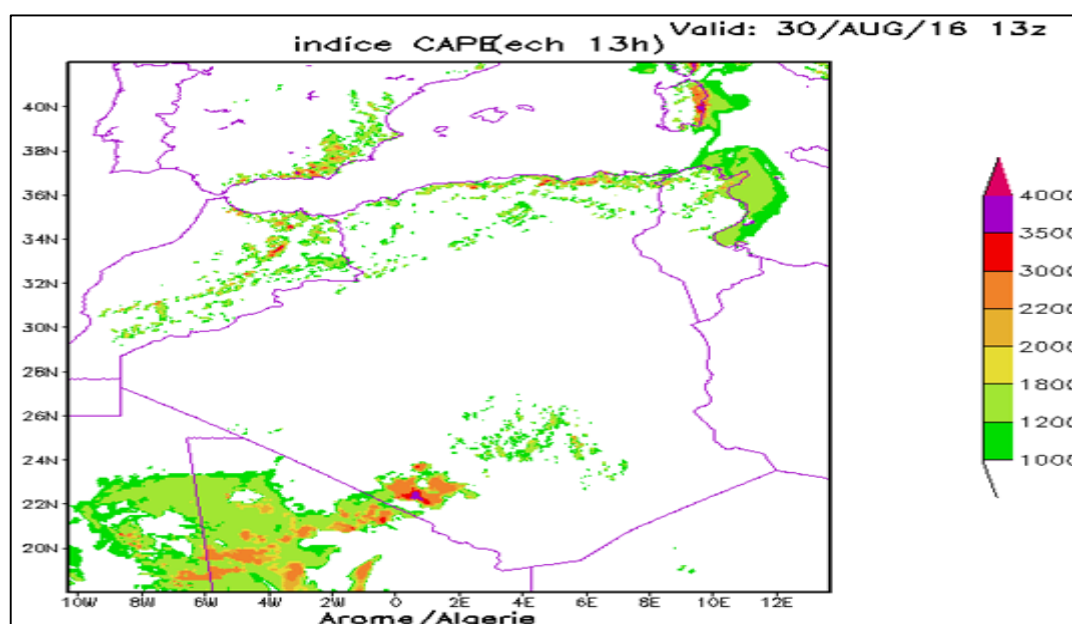 Valid: 30/AUG/16 13z
indíce CAPE(ech 13h)
40N
38N
36N
34N
32N
30N
28N
26N
24N
22N
20N
10W 8W 6W 4W 2W 0 2E 4E 6E 8E 10E 12E
Arome/Algerie
4000
3500
3000
2200
2000
1800
1200
1000